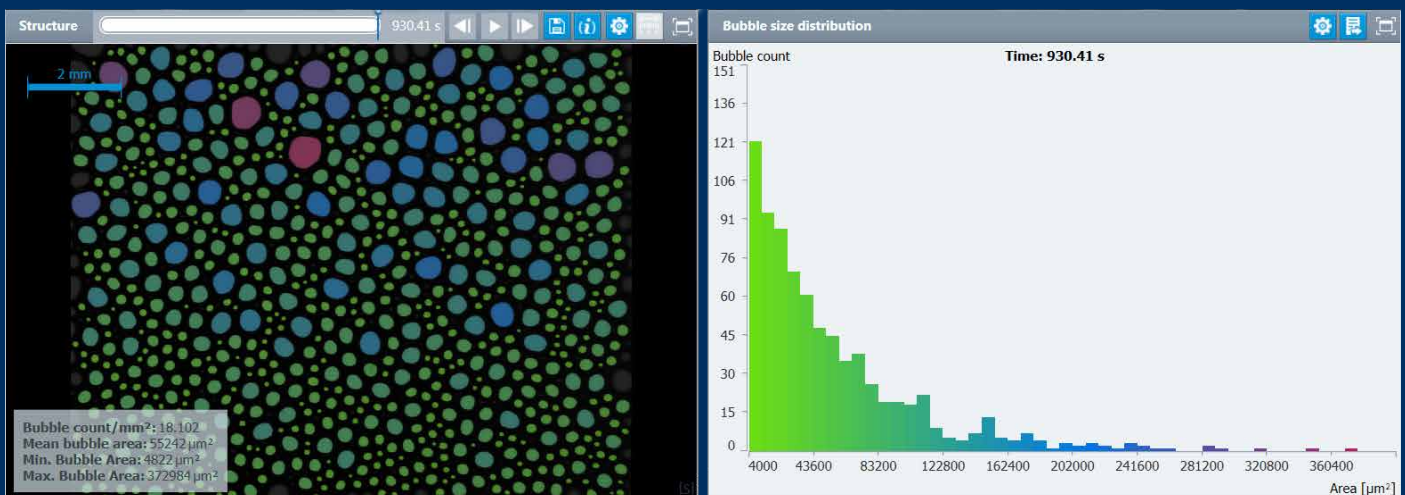 Structure
930.41 s
2 mm
Bubble count/mm²: 18.102
Mean bubble area: 55242 µm²
Min. Bubble Area: 4822 µm²
Max. Bubble Area: 372984 µm²
[s]
Bubble size distribution
Bubble count
Time: 930.41 s
151
136
121
106
91
76
60
45
30
15
0
4000 43600 83200 122800 162400 202000 241600 281200 320800 360400
Area [µm²]